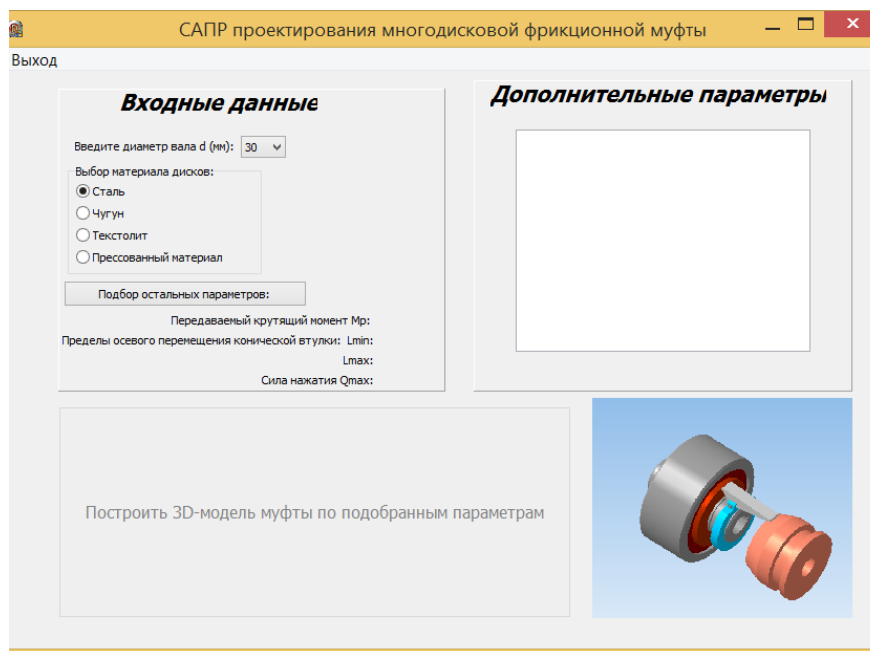 САПР проектирования многодисковой фрикционной муфты
Выход
Входные данные
Введите диаметр вала d (мм): 30
Выбор материала дисков:
Сталь
Чугун
Текстолит
Прессованный материал
Подбор остальных параметров:
Передаваемый крутящий момент Mp:
Пределы осевого перемещения конической втулки: Lmin:
Lmax:
Сила нажатия Qmax:
Дополнительные параметры
Построить 3D-модель муфты по подобранным параметрам